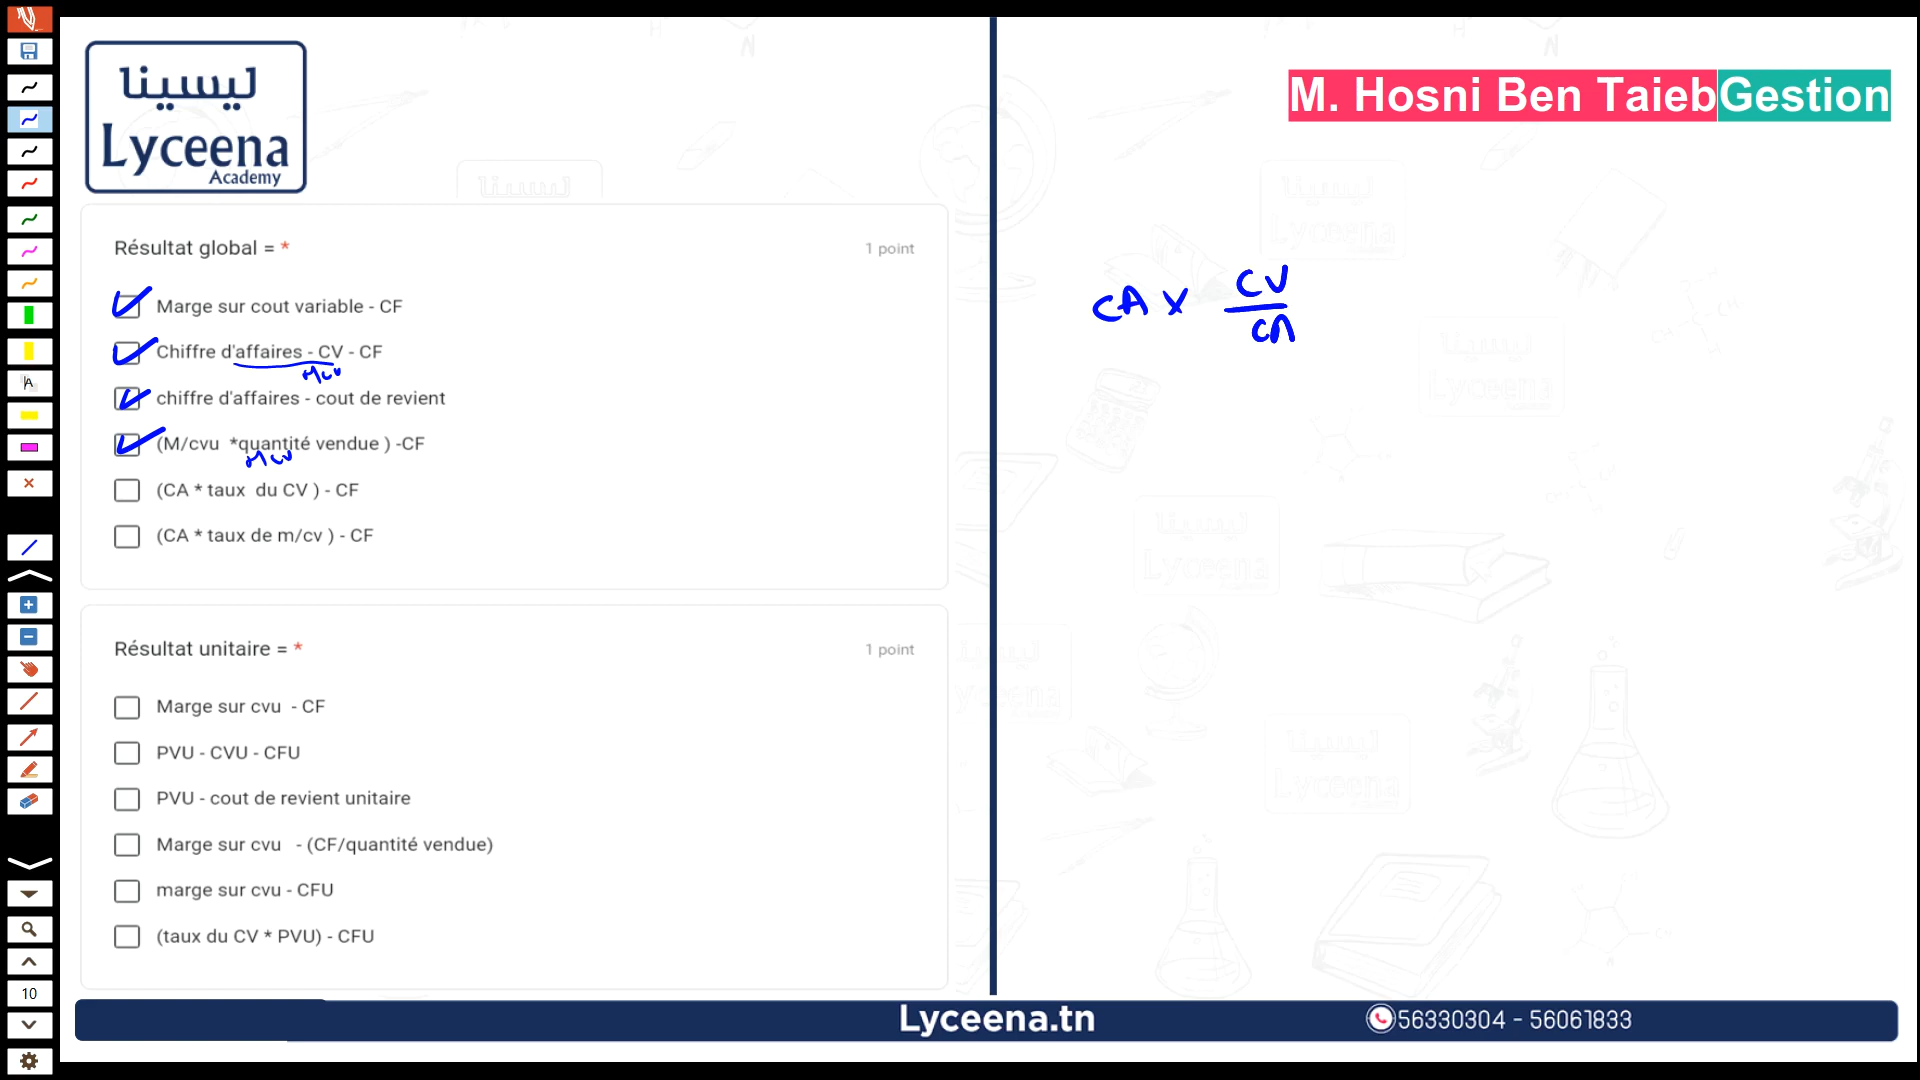 ليسينا
Lyceena
Academy
M. Hosni Ben Taieb Gestion
Résultat global = *
1 point
Marge sur cout variable - CF
Chiffre d'affaires - CV - CF
Mcv
chiffre d'affaires - cout de revient
(M/cvu *quantité vendue ) -CF
Mcv
(CA * taux du CV ) - CF
(CA * taux de m/cv ) - CF
CA x CV
CA
Résultat unitaire = *
1 point
Marge sur cvu - CF
PVU - CVU - CFU
PVU - cout de revient unitaire
Marge sur cvu - (CF/quantité vendue)
marge sur cvu - CFU
(taux du CV * PVU) - CFU
10
Lyceena.tn
56330304 - 56061833